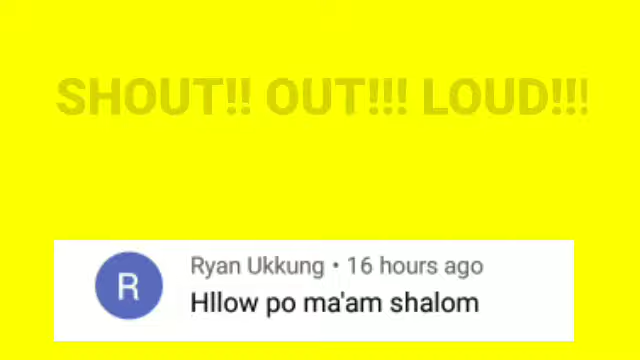 SHOUT!! OUT!!! LOUD!!!
R
Ryan Ukkung • 16 hours ago
Hllow po ma'am shalom